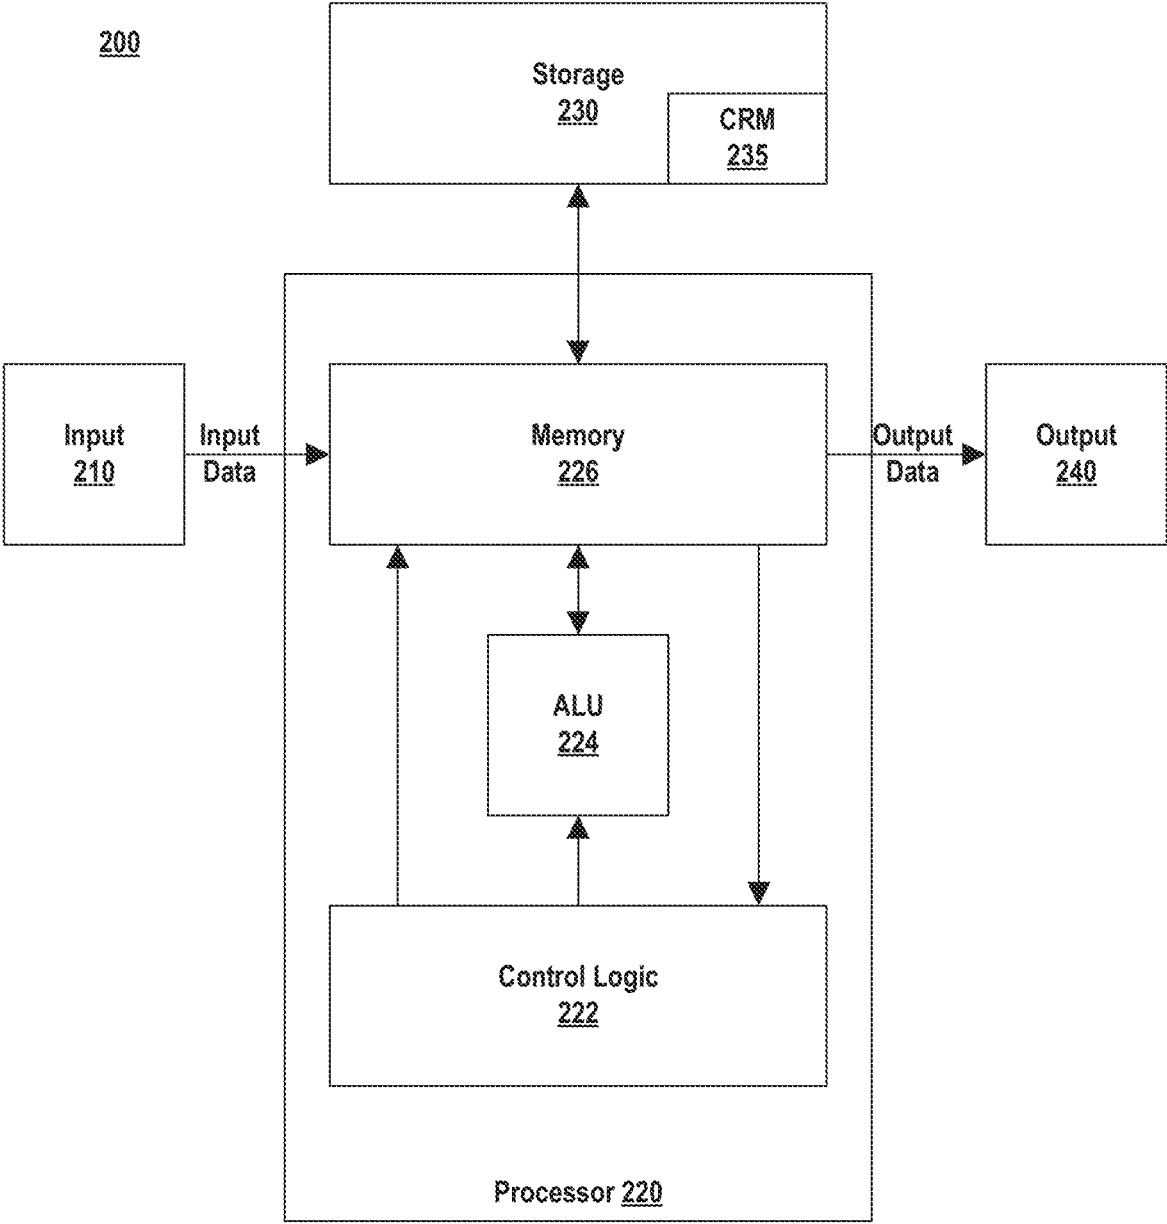 200
Storage
230
CRM
235
Input
210
Input
Data
Memory
226
Output
Data
Output
240
ALU
224
Control Logic
222
Processor 220